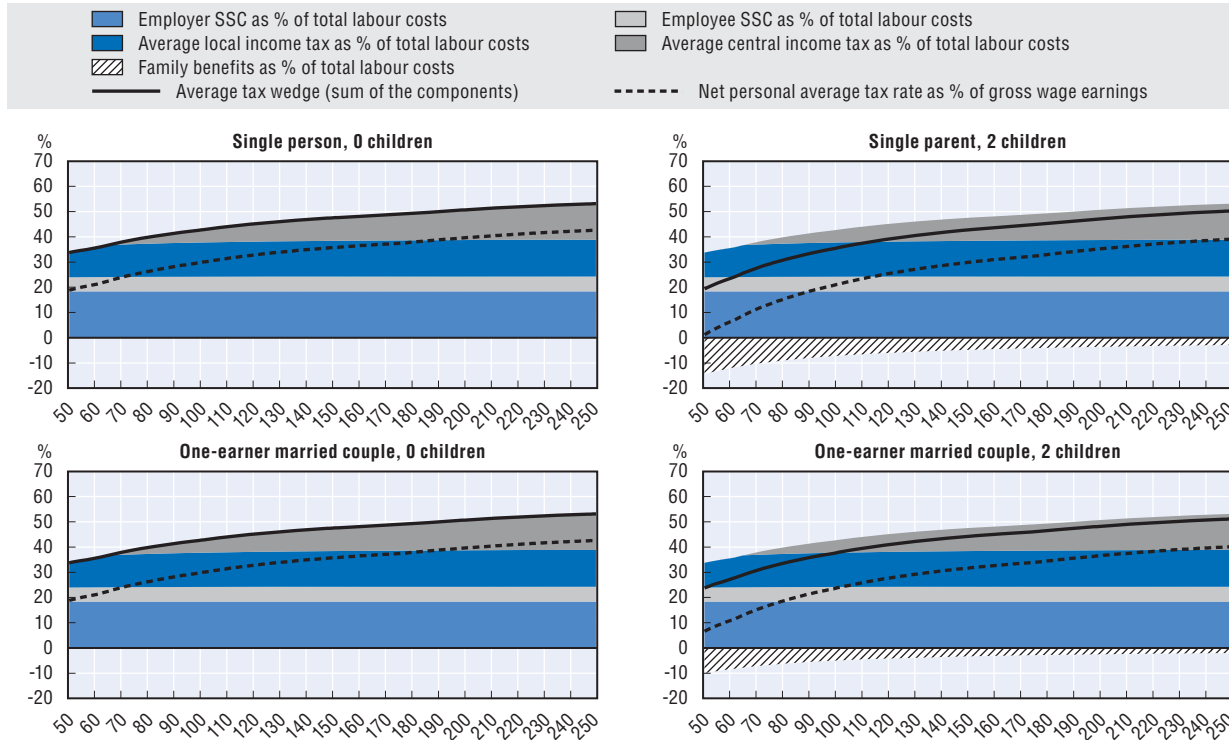 Employer SSC as % of total labour costs
Employee SSC as % of total labour costs
Average local income tax as % of total labour costs
Average central income tax as % of total labour costs
Family benefits as % of total labour costs
Average tax wedge (sum of the components)
Net personal average tax rate as % of gross wage earnings
Single person, 0 children
%
70
60
50
40
30
20
10
0
-10
-20
50 60 70 80 90 100 110 120 130 140 150 160 170 180 190 200 210 220 230 240 250
Single parent, 2 children
%
70
60
50
40
30
20
10
0
-10
-20
50 60 70 80 90 100 110 120 130 140 150 160 170 180 190 200 210 220 230 240 250
One-earner married couple, 0 children
%
70
60
50
40
30
20
10
0
-10
-20
50 60 70 80 90 100 110 120 130 140 150 160 170 180 190 200 210 220 230 240 250
One-earner married couple, 2 children
%
70
60
50
40
30
20
10
0
-10
-20
50 60 70 80 90 100 110 120 130 140 150 160 170 180 190 200 210 220 230 240 250